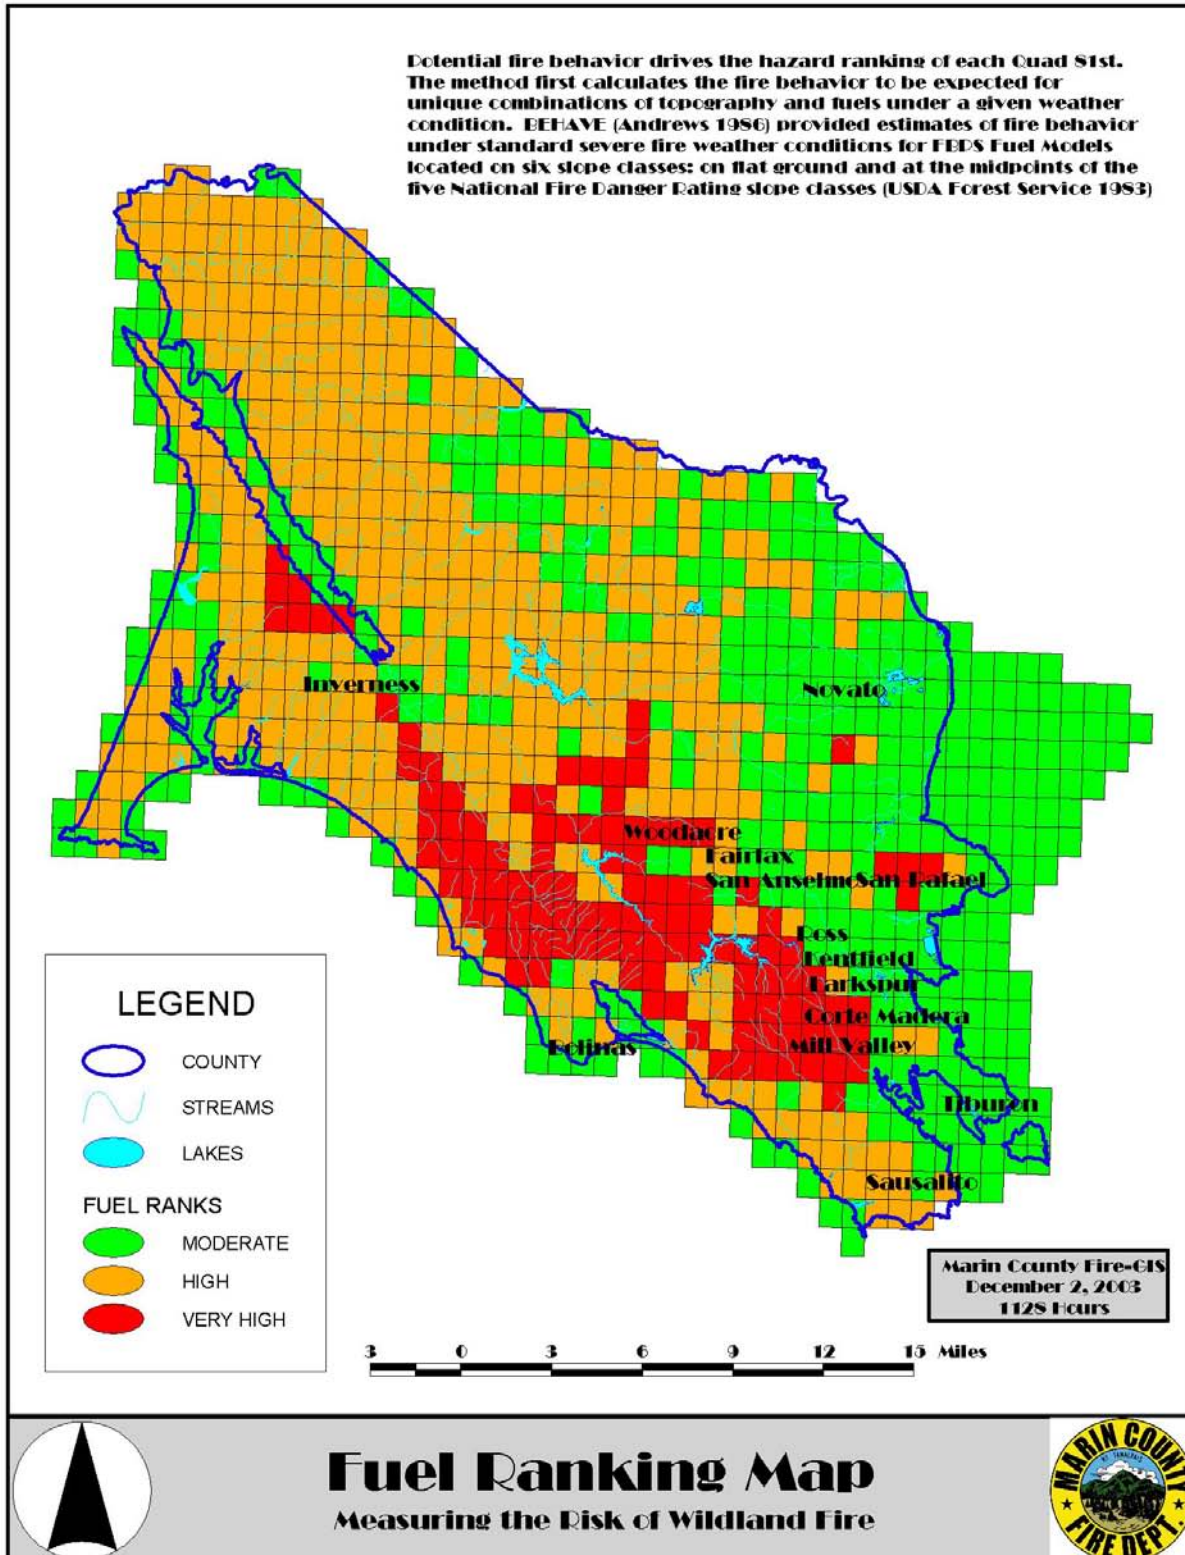 Potential fire behavior drives the hazard ranking of each Quad 81st.
The method first calculates the fire behavior to be expected for
unique combinations of topography and fuels under a given weather
condition. BEHAVE (Andrews 1986) provided estimates of fire behavior
under standard severe fire weather conditions for FBPS Fuel Models
located on six slope classes: on flat ground and at the midpoints of the
five National Fire Danger Rating slope classes (USDA Forest Service 1983)
Inverness
Novato
Woodacre
Fairfax
San Anselmo San Rafael
Ross
Kentfield
Larkspur
Corte Madera
Bolinas
Mill Valley
Tiburon
Sausalito
LEGEND
COUNTY
STREAMS
LAKES
FUEL RANKS
MODERATE
HIGH
VERY HIGH
Marin County Fire-GIS
December 2, 2003
1128 Hours
3 0 3 6 9 12 15 Miles
Fuel Ranking Map
Measuring the Risk of Wildland Fire
MARIN COUNTY
MT. TAMALPAIS
FIRE DEPT.